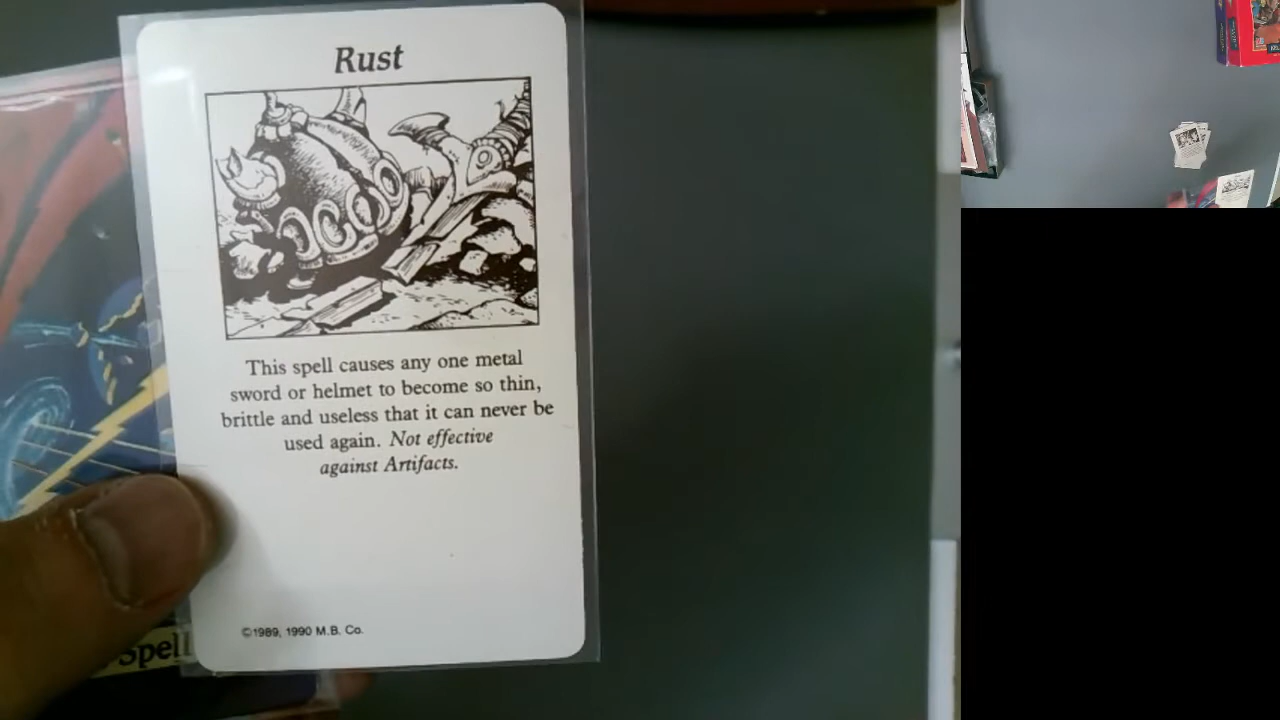 Rust
This spell causes any one metal
sword or helmet to become so thin,
brittle and useless that it can never be
used again. Not effective
against Artifacts.
©1989, 1990 M.B. Co.
Spell